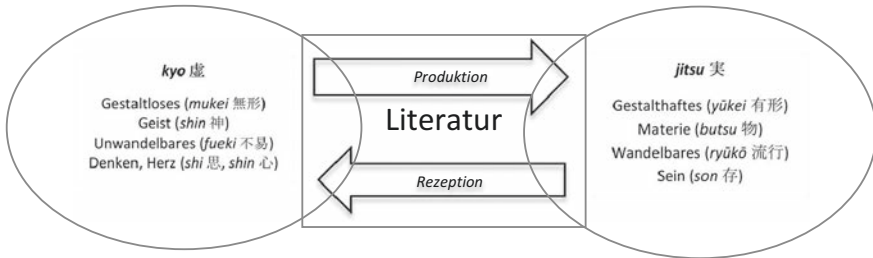 kyo 虚
Gestaltloses (mukei 無形)
Geist (shin 神)
Unwandelbares (fueki 不易)
Denken, Herz (shi 思, shin 心)
Produktion
Literatur
Rezeption
jitsu 実
Gestalthaftes (yūkei 有形)
Materie (butsu 物)
Wandelbares (ryūkō 流行)
Sein (son 存)